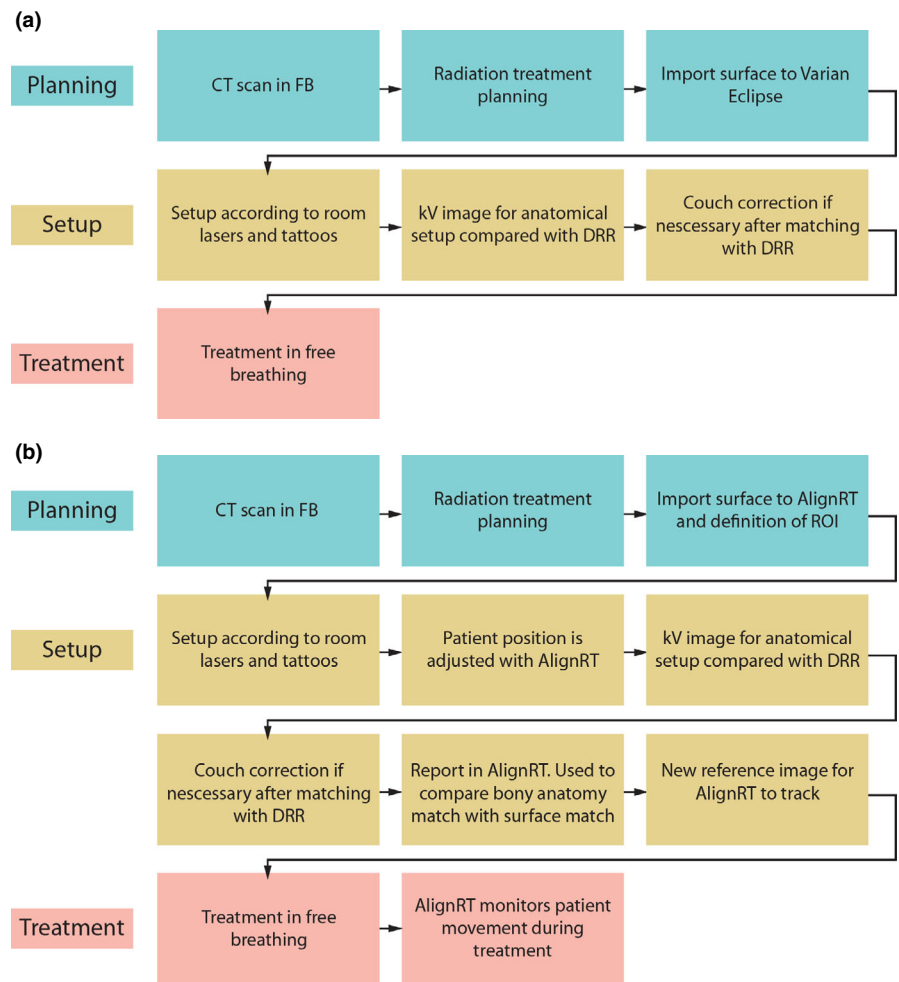 (a)
Planning
CT scan in FB
Radiation treatment
planning
Import surface to Varian
Eclipse
Setup
Setup according to room
lasers and tattoos
kV image for anatomical
setup compared with DRR
Couch correction if
nescessary after matching
with DRR
Treatment
Treatment in free
breathing
(b)
Planning
CT scan in FB
Radiation treatment
planning
Import surface to AlignRT
and definition of ROI
Setup
Setup according to room
lasers and tattoos
Patient position is
adjusted with AlignRT
kV image for anatomical
setup compared with DRR
Couch correction if
nescessary after matching
with DRR
Report in AlignRT. Used to
compare bony anatomy
match with surface match
New reference image for
AlignRT to track
Treatment
Treatment in free
breathing
AlignRT monitors patient
movement during
treatment